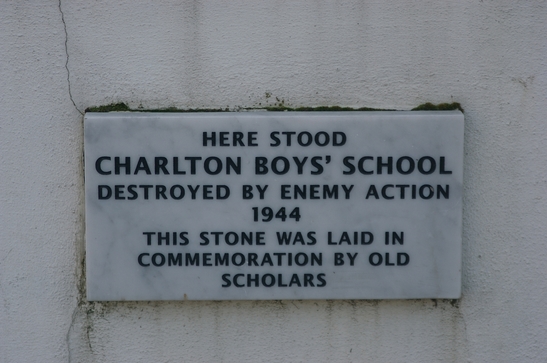 HERE STOOD
CHARLTON BOYS' SCHOOL
DESTROYED BY ENEMY ACTION
1944
THIS STONE WAS LAID IN
COMMEMORATION BY OLD
SCHOLARS